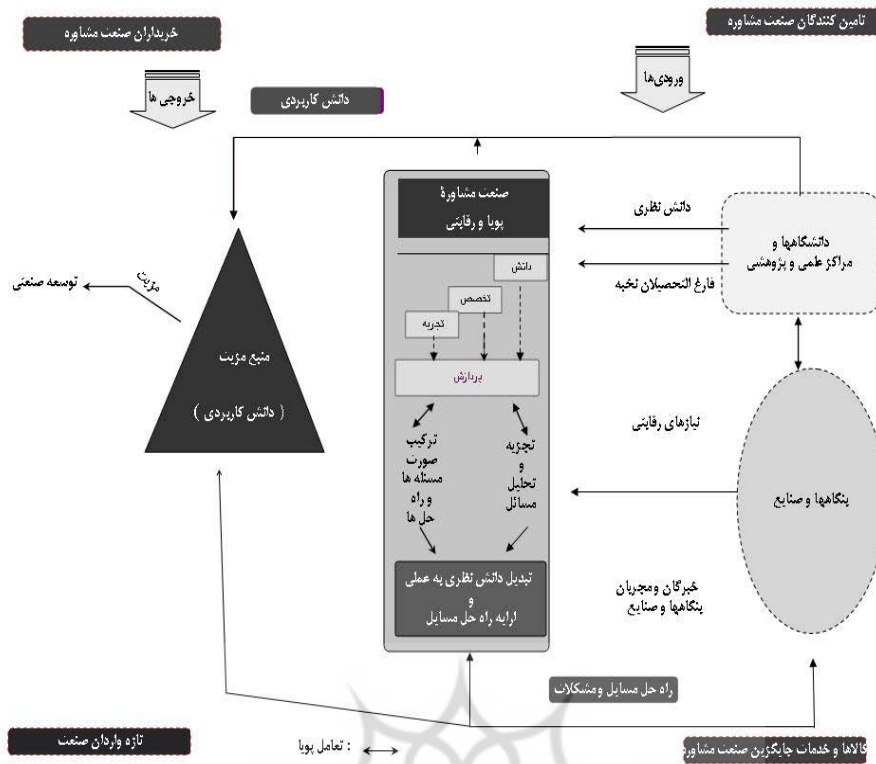 تامین کنندگان صنعت مشاوره
خریداران صنعت مشاوره
ورودی‌ها
خروجی ها
دانش کاربردی
صنعت مشاورهٔ
پویا و رقابتی
دانش نظری
دانشگاهها و
مراکز علمی و پژوهشی
فارغ التحصیلان نخبه
دانش
تخصص
تجربه
پردازش
مزیت
توسعه صنعتی
منبع مزیت
( دانش کاربردی )
نیازهای رقابتی
تجزیه
و
تحلیل
مسائل
ترکیب
صورت
مسئله ها
و راه
حل ها
بنگاهها و صنایع
خبرگان و مجریان
بنگاهها و صنایع
تبدیل دانش نظری به عملی
و
ارایه راه حل مسایل
راه حل مسایل و مشکلات
کالاها و خدمات جایگزین صنعت مشاوره
تازه واردان صنعت
: تعامل پویا